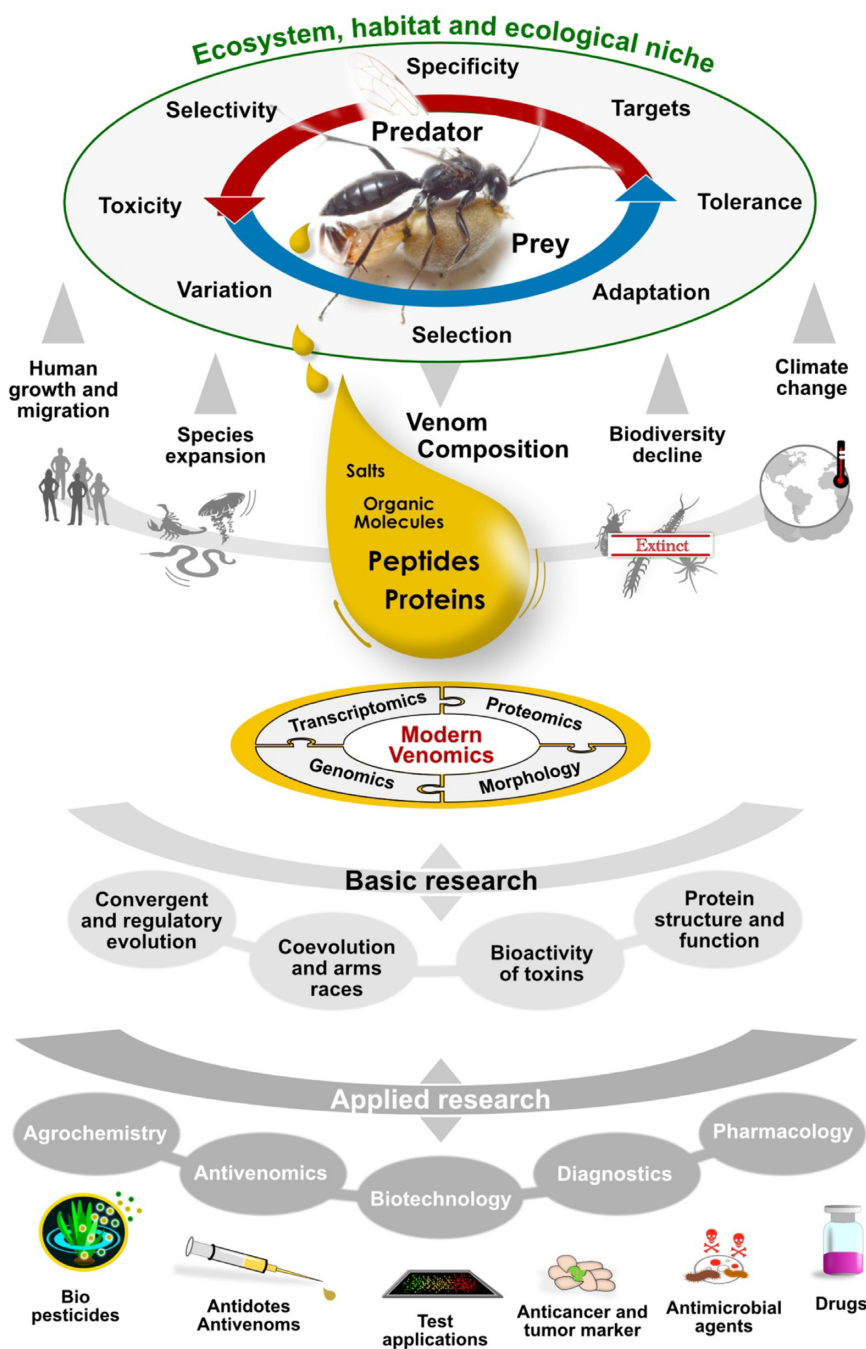 Ecosystem, habitat and ecological niche
Specificity
Selectivity
Targets
Predator
Toxicity
Tolerance
Prey
Variation
Adaptation
Selection
Human
growth and
migration
Species
expansion
Venom
Composition
Biodiversity
decline
Climate
change
Salts
Organic
Molecules
Peptides
Proteins
Extinct
Transcriptomics
Proteomics
Modern
Venomics
Genomics
Morphology
Basic research
Convergent
and regulatory
evolution
Coevolution
and arms
races
Bioactivity
of toxins
Protein
structure and
function
Applied research
Agrochemistry
Antivenomics
Biotechnology
Diagnostics
Pharmacology
Bio
pesticides
Antidotes
Antivenoms
Test
applications
Anticancer and
tumor marker
Antimicrobial
agents
Drugs